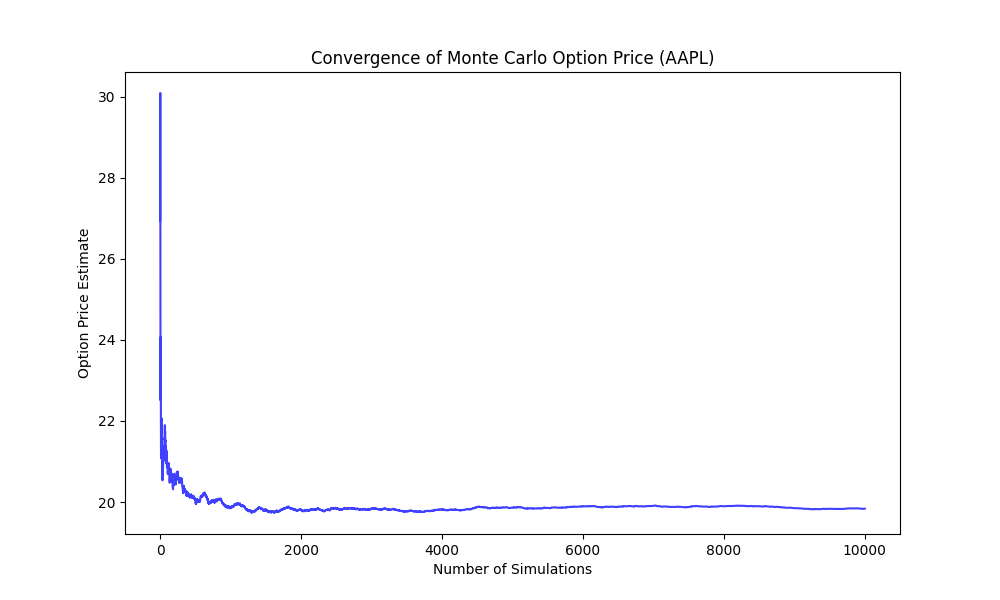 Convergence of Monte Carlo Option Price (AAPL)
30
28
26
24
22
20
Option Price Estimate
0 2000 4000 6000 8000 10000
Number of Simulations